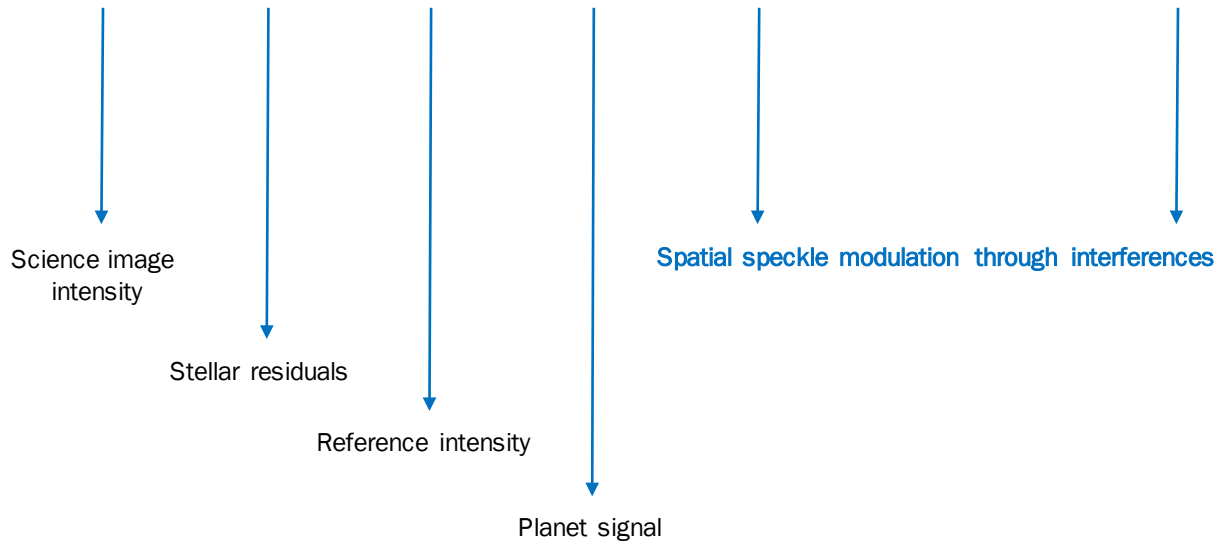 Science image
intensity
Spatial speckle modulation through interferences
Stellar residuals
Reference intensity
Planet signal